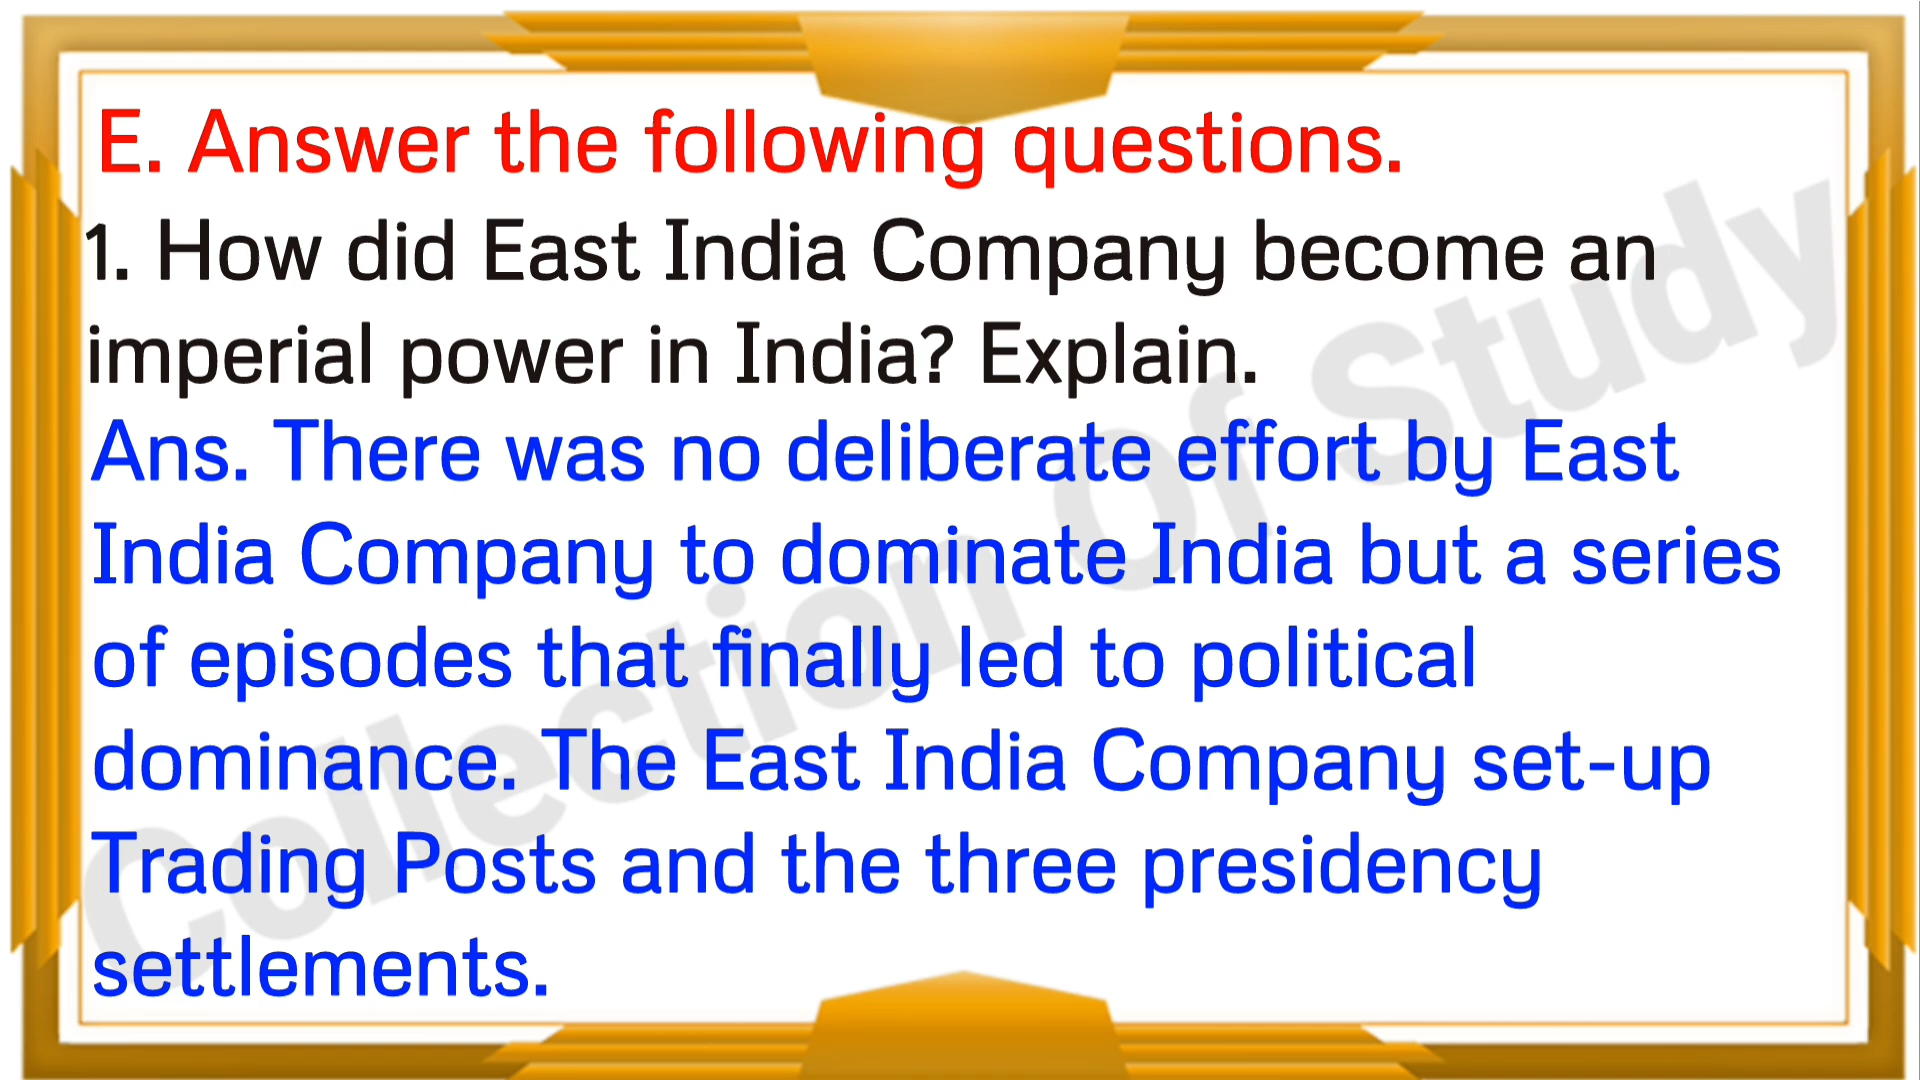 E. Answer the following questions.
1. How did East India Company become an
imperial power in India? Explain.
Ans. There was no deliberate effort by East
India Company to dominate India but a series
of episodes that finally led to political
dominance. The East India Company set-up
Trading Posts and the three presidency
settlements.
Collection Of Study